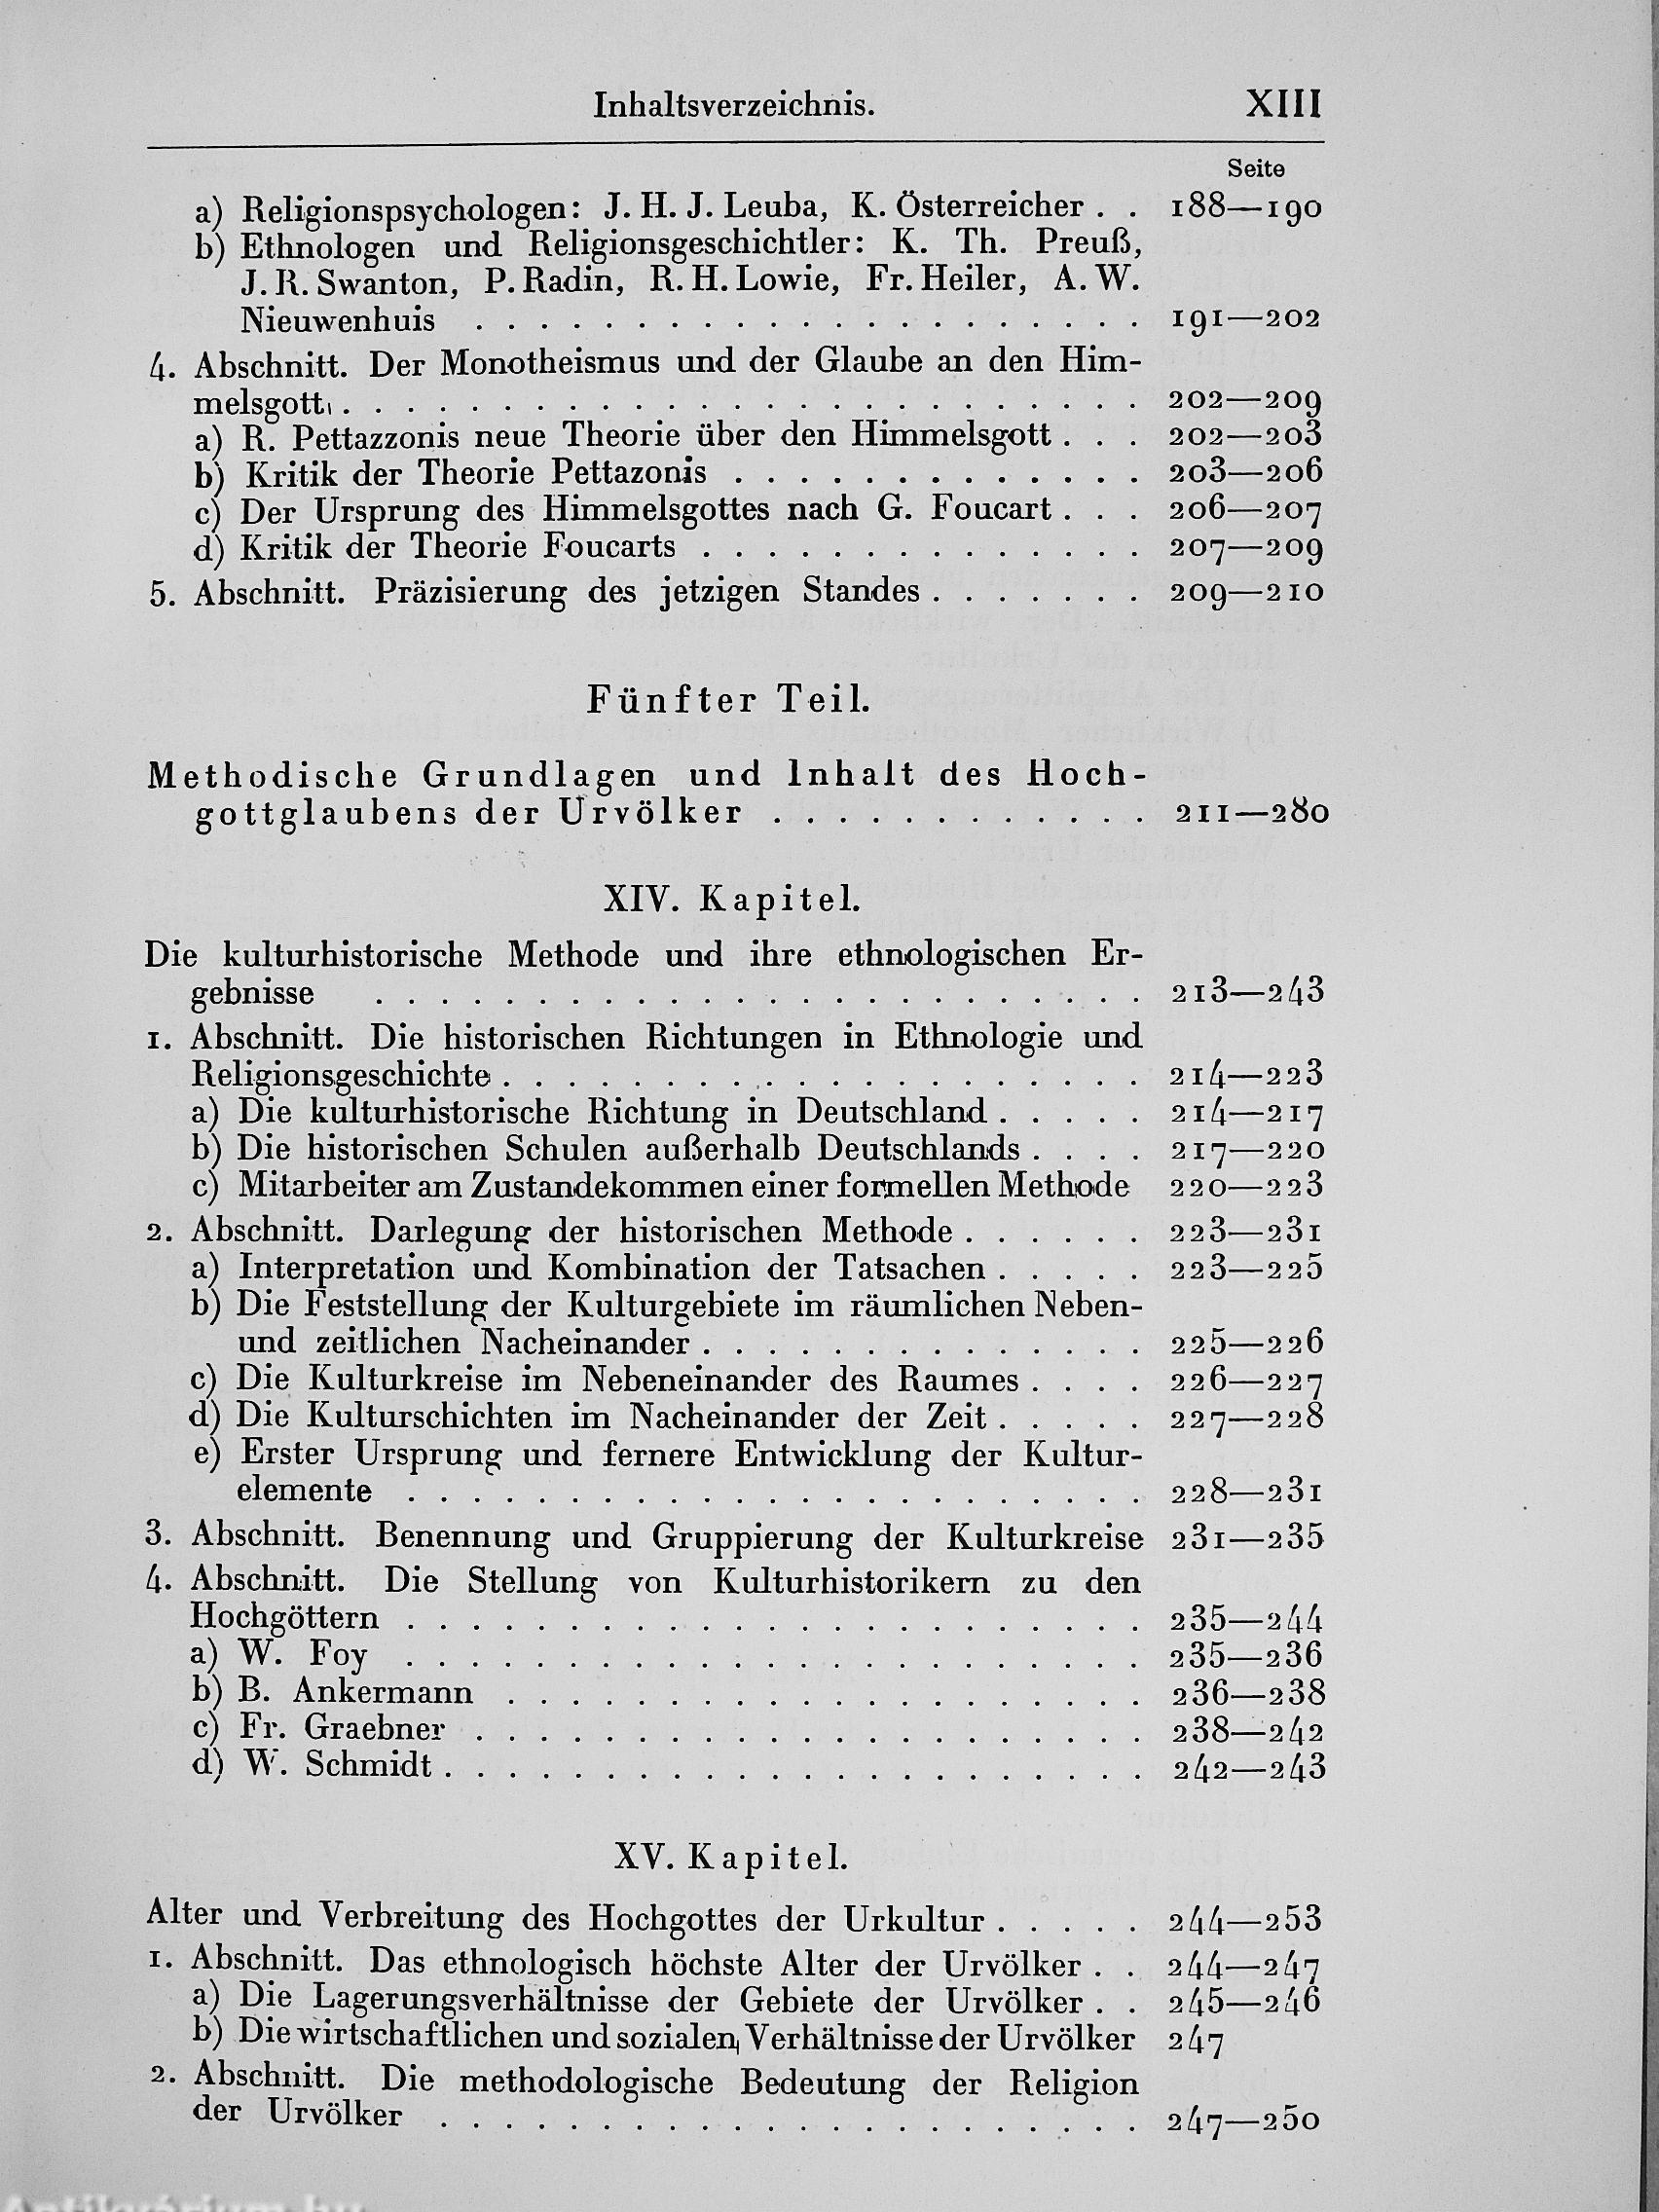 Inhaltsverzeichnis. XIII
Seite
a) Religionspsychologen: J. H. J. Leuba, K. Österreicher . . 188—190
b) Ethnologen und Religionsgeschichtler: K. Th. Preuß,
J. R. Swanton, P. Radin, R. H. Lowie, Fr. Heiler, A. W.
Nieuwenhuis . . . . . . . . . . . . . . . . . . . . . 191—202
4. Abschnitt. Der Monotheismus und der Glaube an den Him-
melsgott . . . . . . . . . . . . . . . . . . . . . . . . . 202—209
a) R. Pettazzonis neue Theorie über den Himmelsgott . . . 202—203
b) Kritik der Theorie Pettazonis . . . . . . . . . . . . . 203—206
c) Der Ursprung des Himmelsgottes nach G. Foucart . . . 206—207
d) Kritik der Theorie Foucarts . . . . . . . . . . . . . . 207—209
5. Abschnitt. Präzisierung des jetzigen Standes . . . . . . . 209—210
Fünfter Teil.
Methodische Grundlagen und Inhalt des Hoch-
gottglaubens der Urvölker . . . . . . . . . . . . 211—280
XIV. Kapitel.
Die kulturhistorische Methode und ihre ethnologischen Er-
gebnisse . . . . . . . . . . . . . . . . . . . . . . . . 213—243
1. Abschnitt. Die historischen Richtungen in Ethnologie und
Religionsgeschichte . . . . . . . . . . . . . . . . . . . . 214—223
a) Die kulturhistorische Richtung in Deutschland . . . . . 214—217
b) Die historischen Schulen außerhalb Deutschlands . . . . 217—220
c) Mitarbeiter am Zustandekommen einer formellen Methode 220—223
2. Abschnitt. Darlegung der historischen Methode . . . . . . 223—231
a) Interpretation und Kombination der Tatsachen . . . . . 223—225
b) Die Feststellung der Kulturgebiete im räumlichen Neben-
und zeitlichen Nacheinander . . . . . . . . . . . . . . 225—226
c) Die Kulturkreise im Nebeneinander des Raumes . . . . 226—227
d) Die Kulturschichten im Nacheinander der Zeit . . . . . 227—228
e) Erster Ursprung und fernere Entwicklung der Kultur-
elemente . . . . . . . . . . . . . . . . . . . . . . . 228—231
3. Abschnitt. Benennung und Gruppierung der Kulturkreise 231—235
4. Abschnitt. Die Stellung von Kulturhistorikern zu den
Hochgöttern . . . . . . . . . . . . . . . . . . . . . . . 235—244
a) W. Foy . . . . . . . . . . . . . . . . . . . . . . . 235—236
b) B. Ankermann . . . . . . . . . . . . . . . . . . . . 236—238
c) Fr. Graebner . . . . . . . . . . . . . . . . . . . . . 238—242
d) W. Schmidt . . . . . . . . . . . . . . . . . . . . . . 242—243
XV. Kapitel.
Alter und Verbreitung des Hochgottes der Urkultur . . . . . 244—253
1. Abschnitt. Das ethnologisch höchste Alter der Urvölker . . 244—247
a) Die Lagerungsverhältnisse der Gebiete der Urvölker . . 245—246
b) Die wirtschaftlichen und sozialen Verhältnisse der Urvölker 247
2. Abschnitt. Die methodologische Bedeutung der Religion
der Urvölker . . . . . . . . . . . . . . . . . . . . . . 247—250